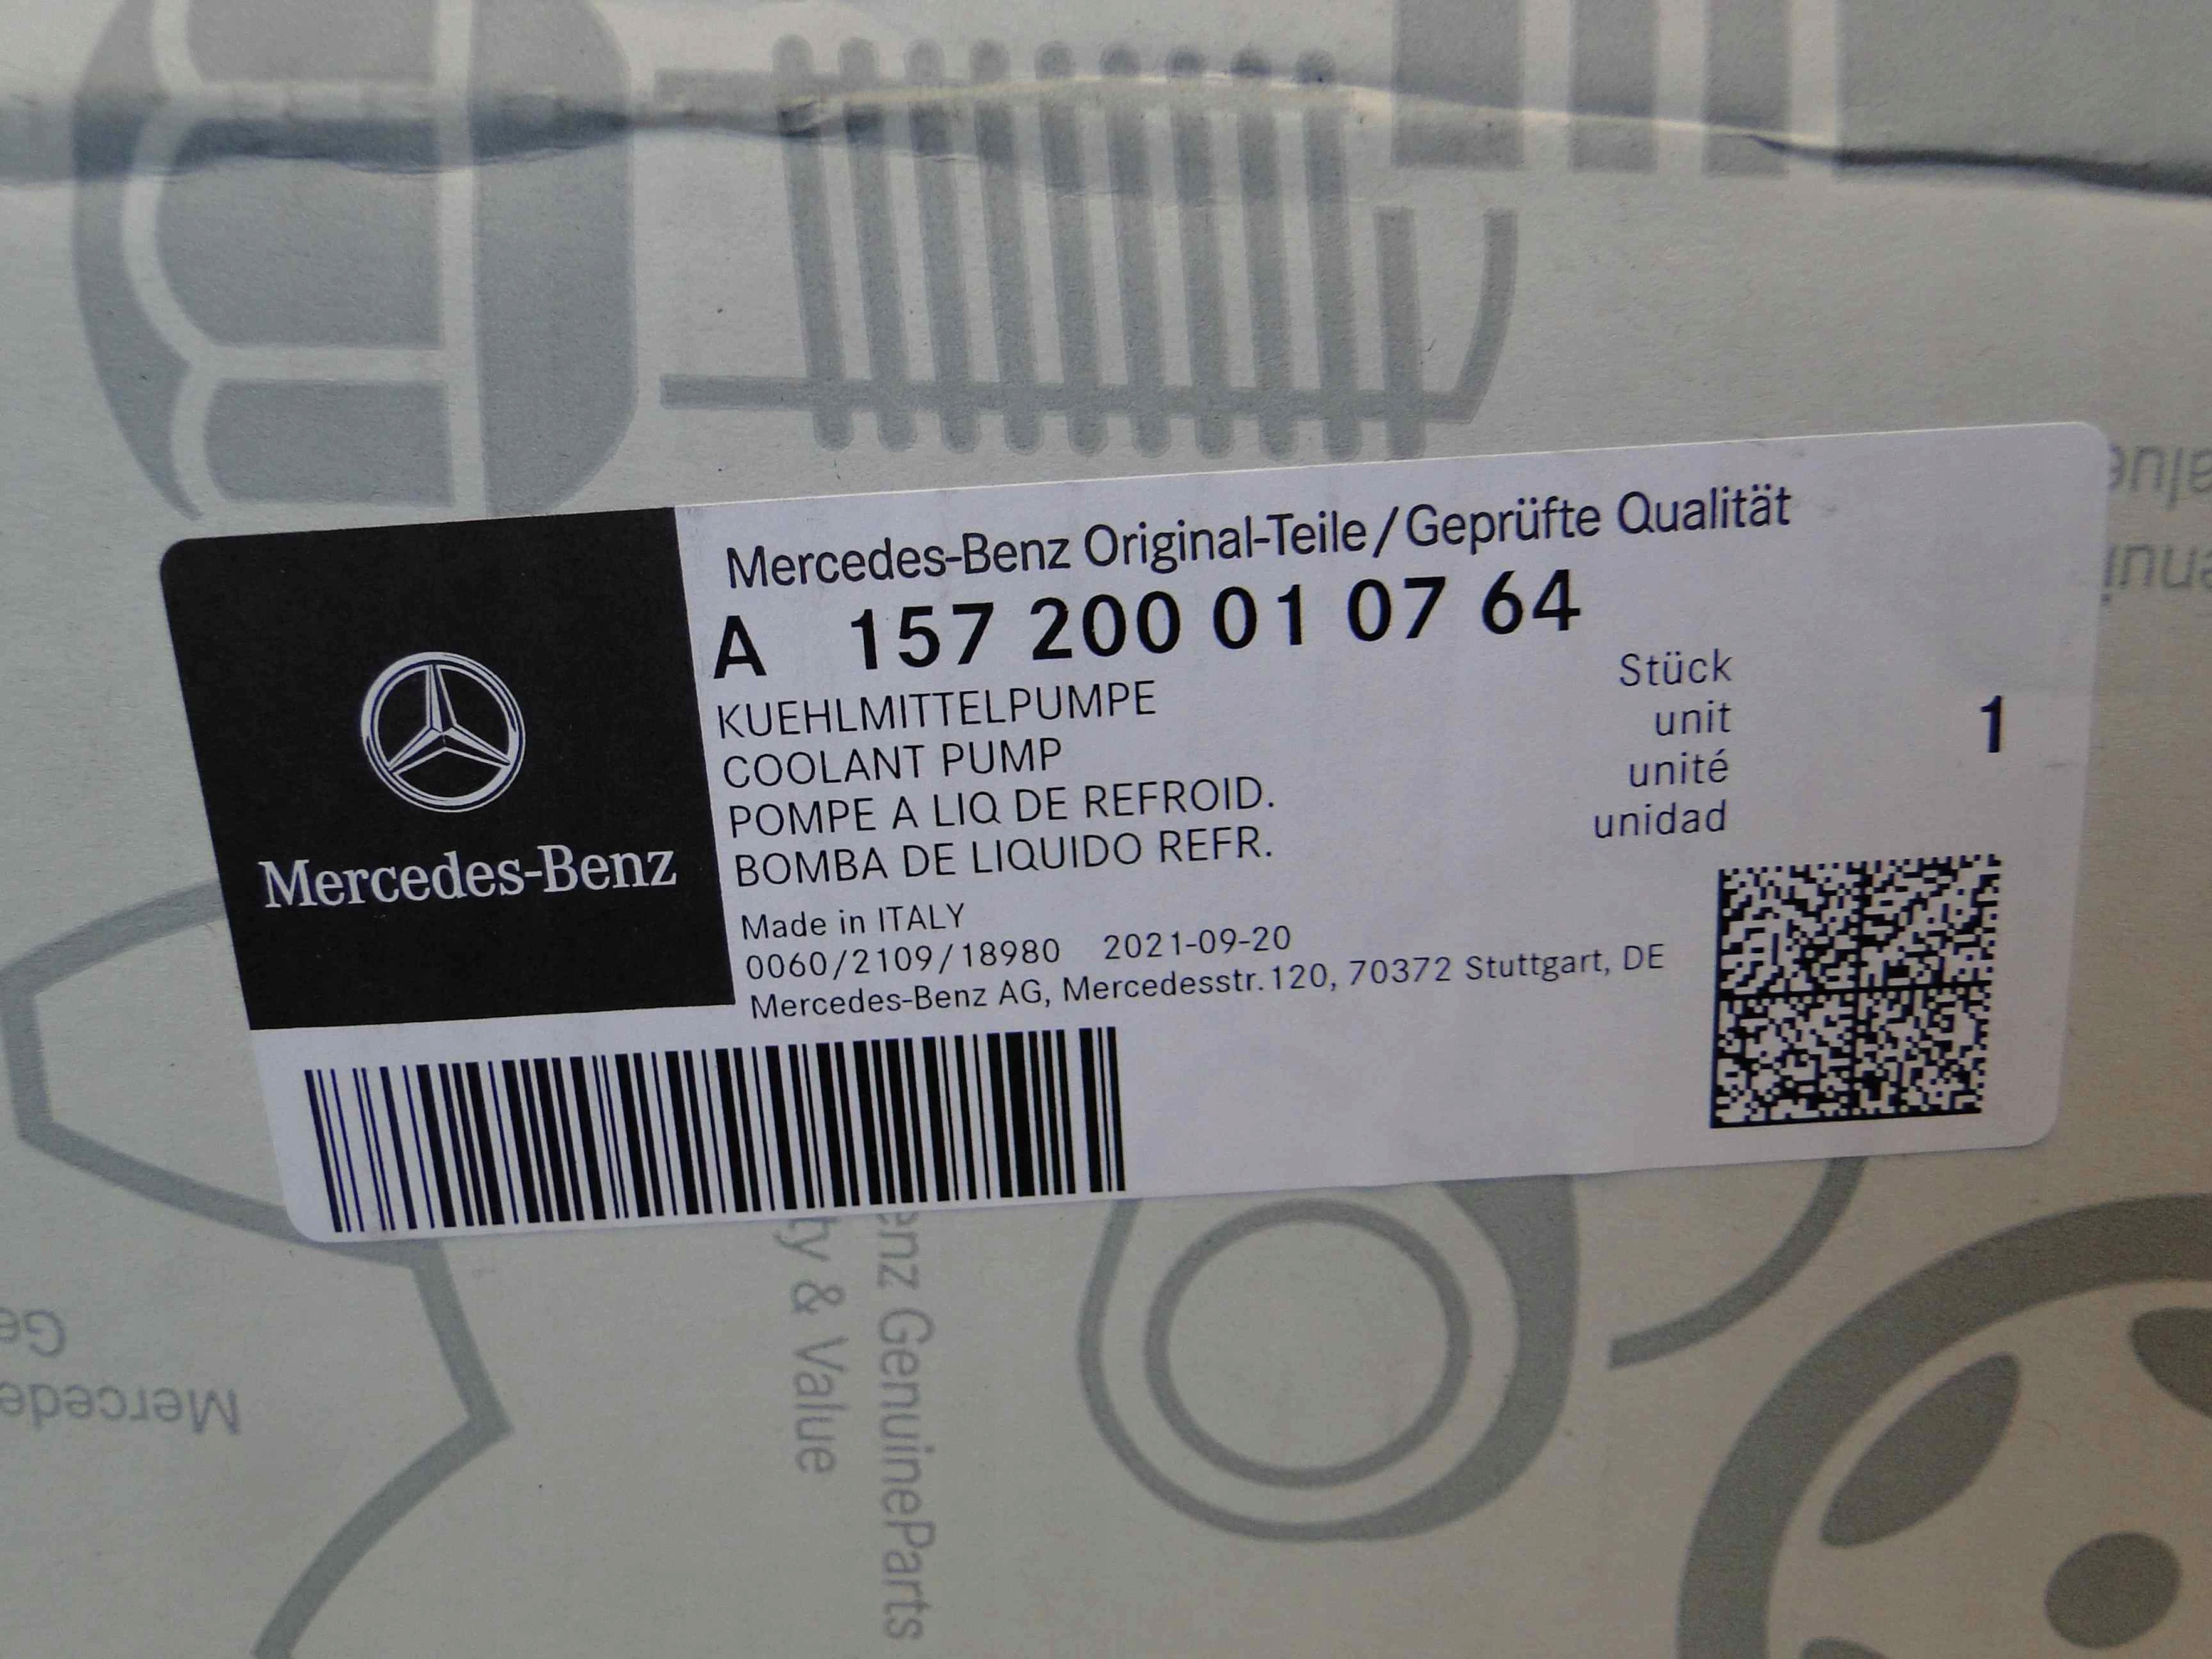 Mercedes-Benz Original-Teile/Geprüfte Qualität
A 157 200 01 07 64
KUEHLMITTELPUMPE
COOLANT PUMP
POMPE A LIQ DE REFROID.
BOMBA DE LIQUIDO REFR.
Stück
unit
unité
unidad
1
Mercedes-Benz
Made in ITALY
0060/2109/18980 2021-09-20
Mercedes-Benz AG, Mercedesstr. 120, 70372 Stuttgart, DE
enz GenuineParts
ty & Value